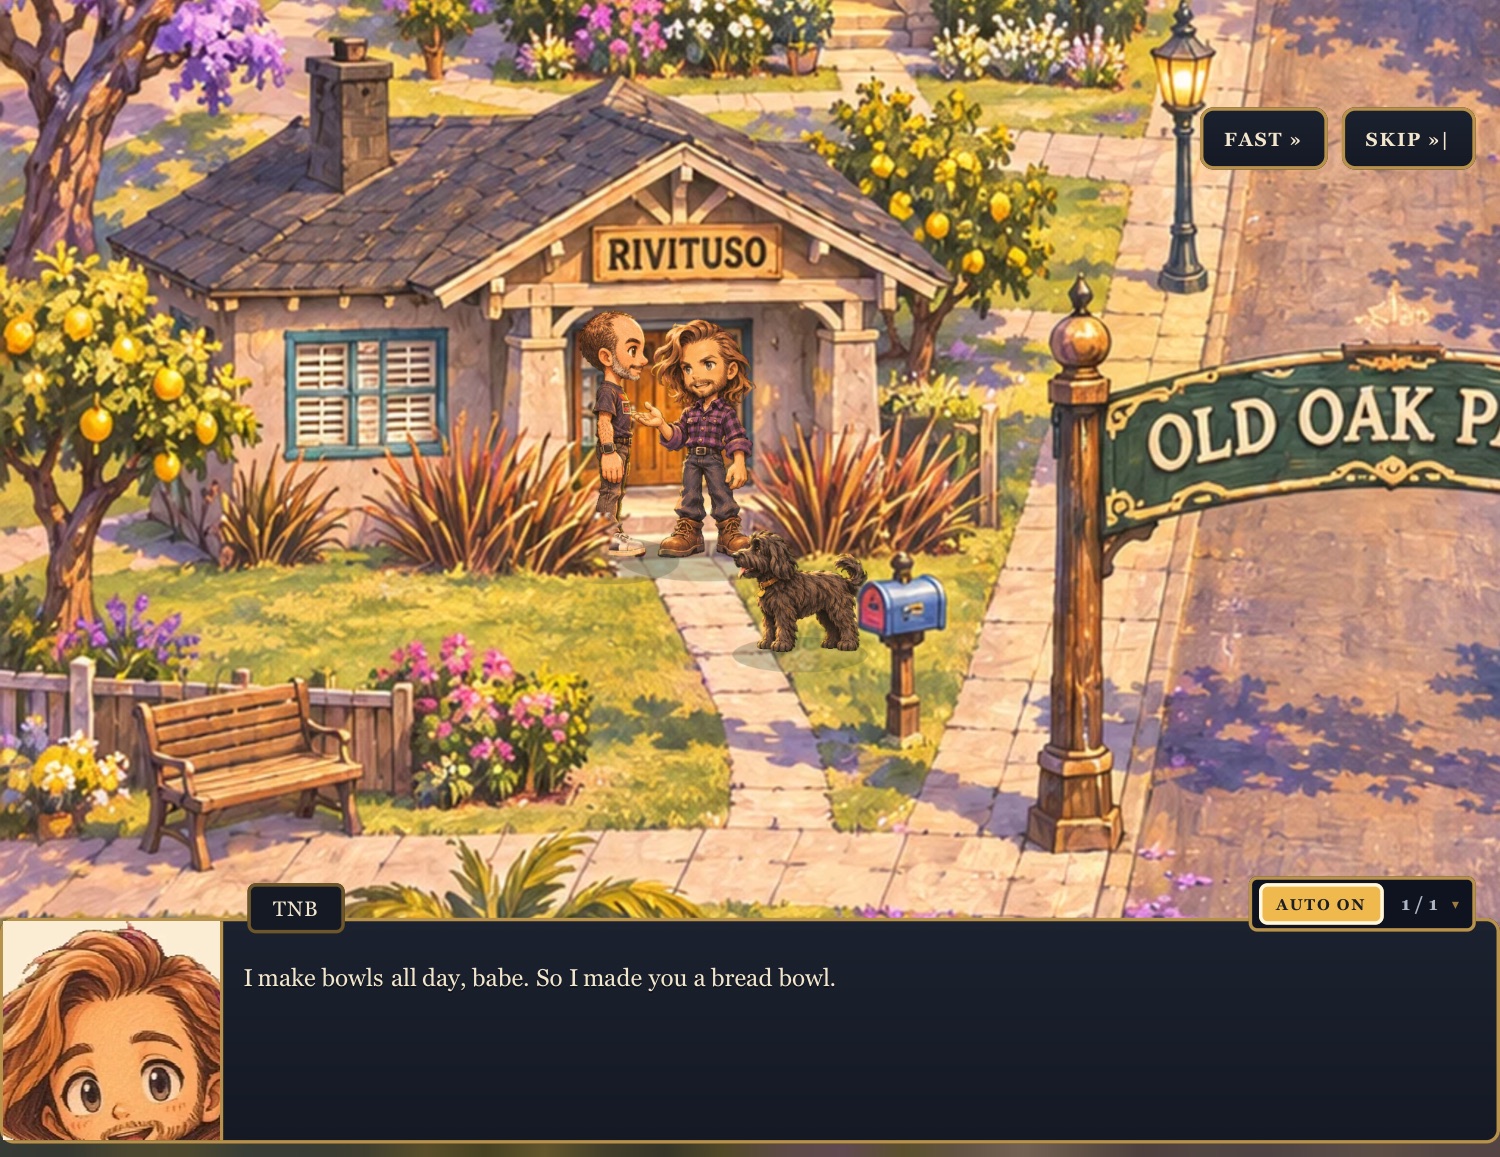 FAST »
SKIP »|
RIVITUSO
OLD OAK
TNB
AUTO ON
1 / 1 ▾
I make bowls all day, babe. So I made you a bread bowl.